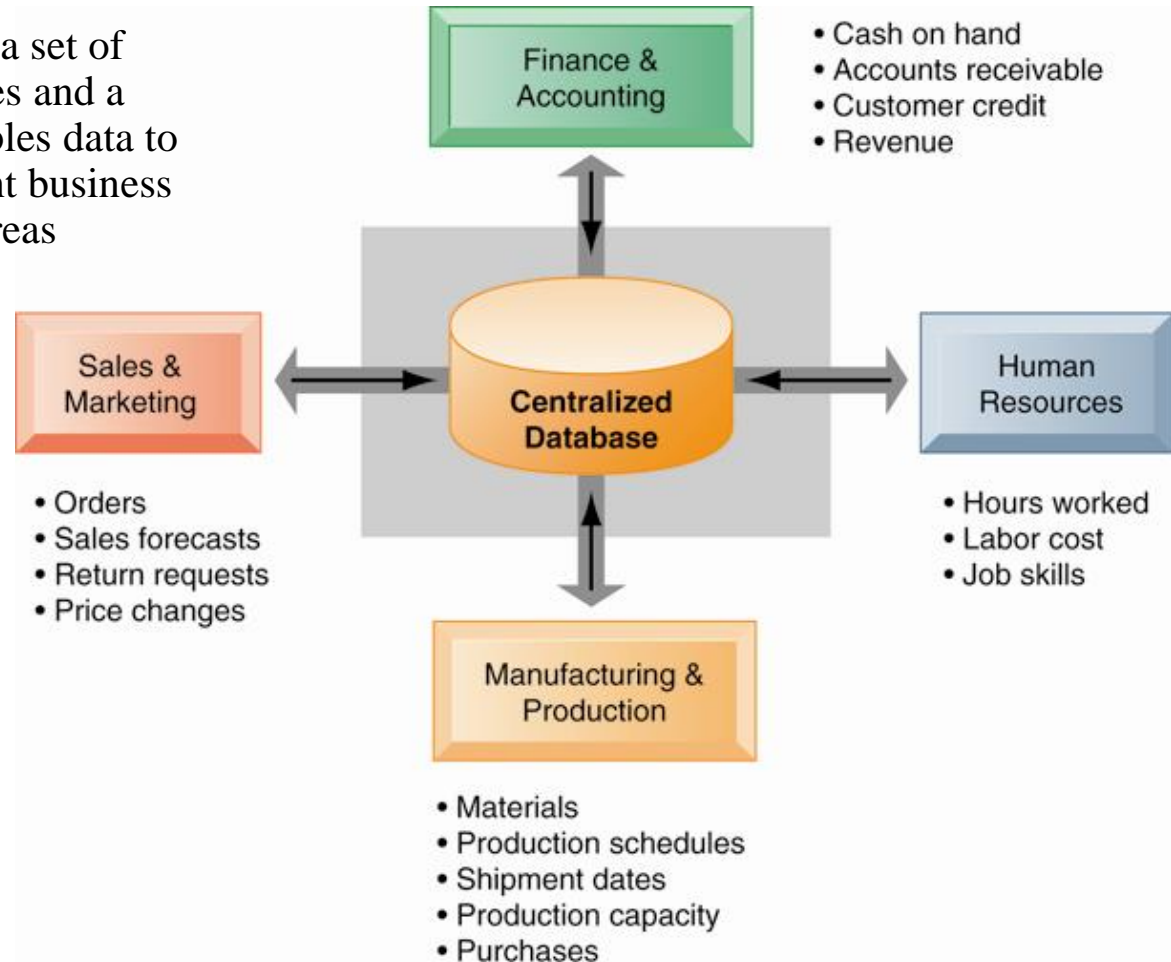 a set of
es and a
bles data to
nt business
reas
Finance &
Accounting
• Cash on hand
• Accounts receivable
• Customer credit
• Revenue
Sales &
Marketing
• Orders
• Sales forecasts
• Return requests
• Price changes
Centralized
Database
Human
Resources
• Hours worked
• Labor cost
• Job skills
Manufacturing &
Production
• Materials
• Production schedules
• Shipment dates
• Production capacity
• Purchases